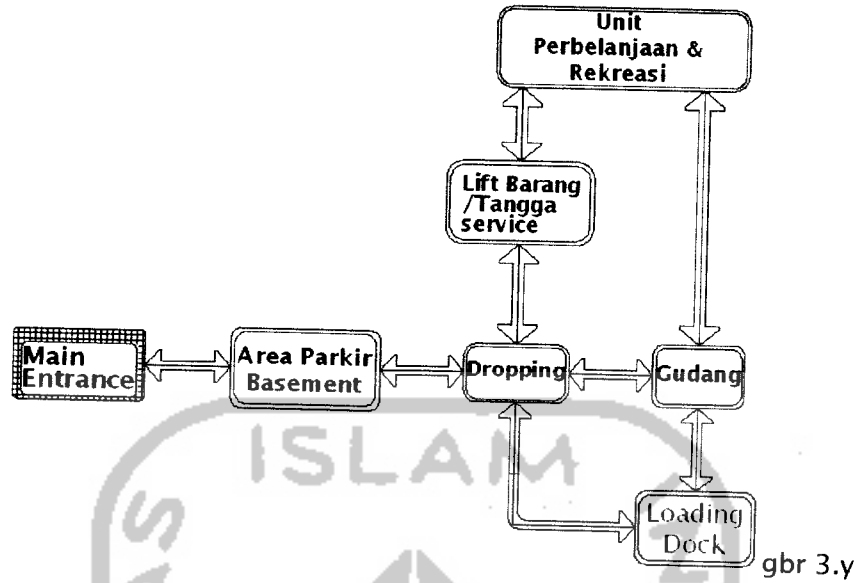 Unit
Perbelanjaan &
Rekreasi
Lift Barang
/Tangga
service
Main
Entrance
Area Parkir
Basement
Dropping
Gudang
Loading
Dock
ISLAM
S
gbr 3.y